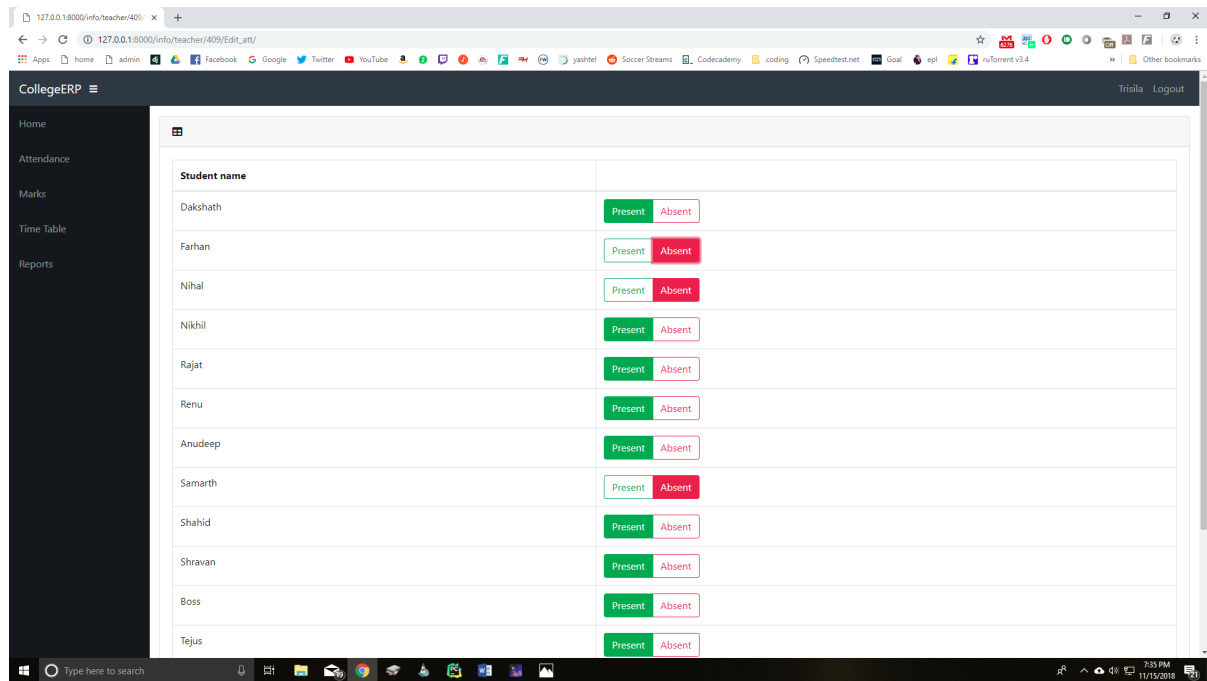 127.0.0.1:8000/info/teacher/409/
127.0.0.1:8000/info/teacher/409/Edit_att/
Apps home admin Facebook Google Twitter YouTube yashtel Soccer Streams Codecademy coding Speedtest.net Goal epl ruTorrent v3.4 Other bookmarks
CollegeERP Trisila Logout
Home
Attendance
Marks
Time Table
Reports
Student name
Dakshath Present Absent
Farhan Present Absent
Nihal Present Absent
Nikhil Present Absent
Rajat Present Absent
Renu Present Absent
Anudeep Present Absent
Samarth Present Absent
Shahid Present Absent
Shravan Present Absent
Boss Present Absent
Tejus Present Absent
Type here to search
7:35 PM
11/15/2018